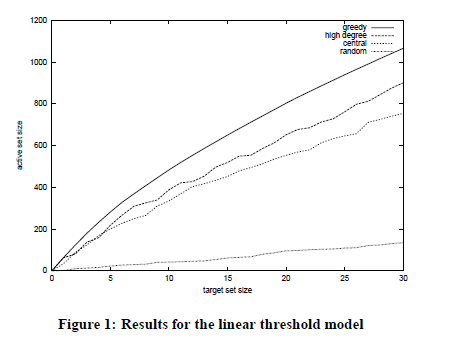 1200
greedy
high degree
central
random
1000
800
active set size
600
400
200
0
0 5 10 15 20 25 30
target set size
Figure 1: Results for the linear threshold model